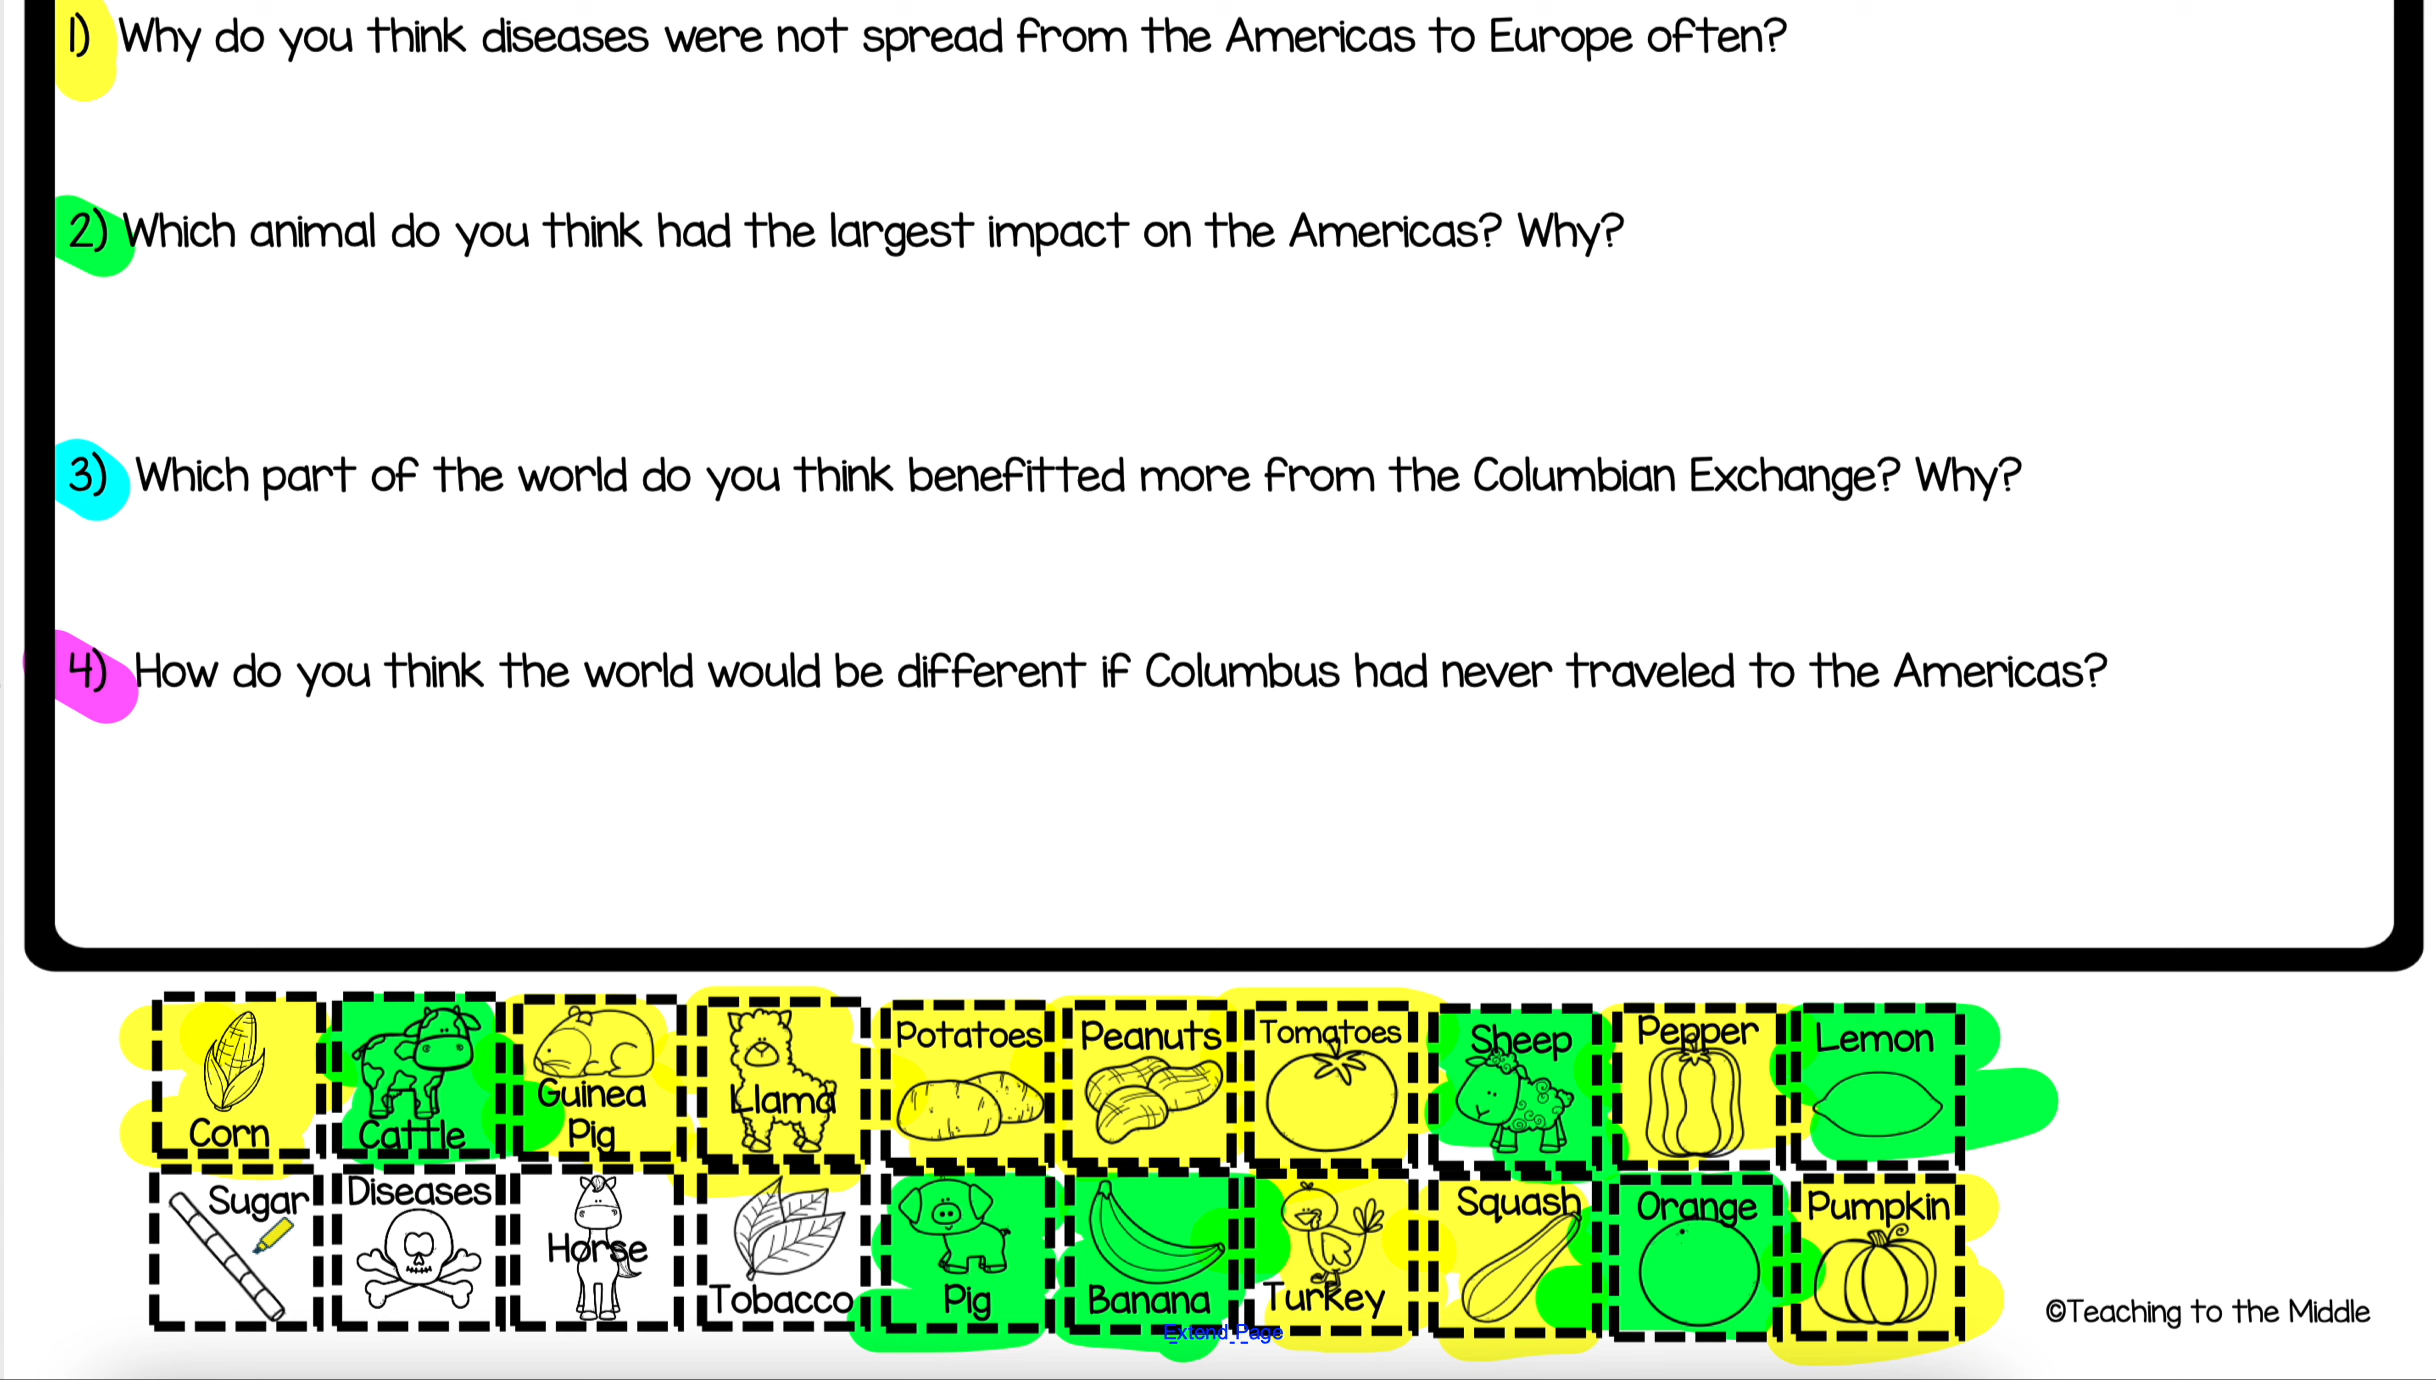 1) Why do you think diseases were not spread from the Americas to Europe often?
2) Which animal do you think had the largest impact on the Americas? Why?
3) Which part of the world do you think benefitted more from the Columbian Exchange? Why?
4) How do you think the world would be different if Columbus had never traveled to the Americas?
Corn
Cattle
Guinea
Pig
Llama
Potatoes
Peanuts
Tomatoes
Sheep
Pepper
Lemon
Sugar
Diseases
Horse
Tobacco
Pig
Banana
Turkey
Squash
Orange
Pumpkin
Extend Page
©Teaching to the Middle